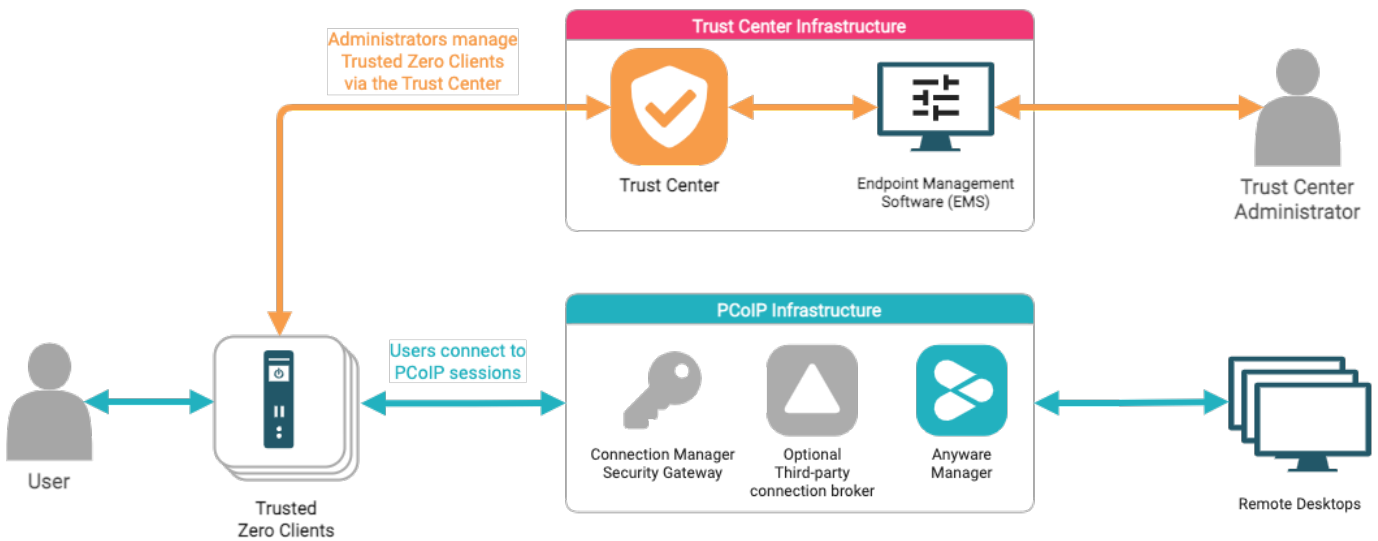 Administrators manage
Trusted Zero Clients
via the Trust Center
Trust Center Infrastructure
Trust Center
Endpoint Management
Software (EMS)
Trust Center
Administrator
PCoIP Infrastructure
Users connect to
PCoIP sessions
User
Trusted
Zero Clients
Connection Manager
Security Gateway
Optional
Third-party
connection broker
Anyware
Manager
Remote Desktops